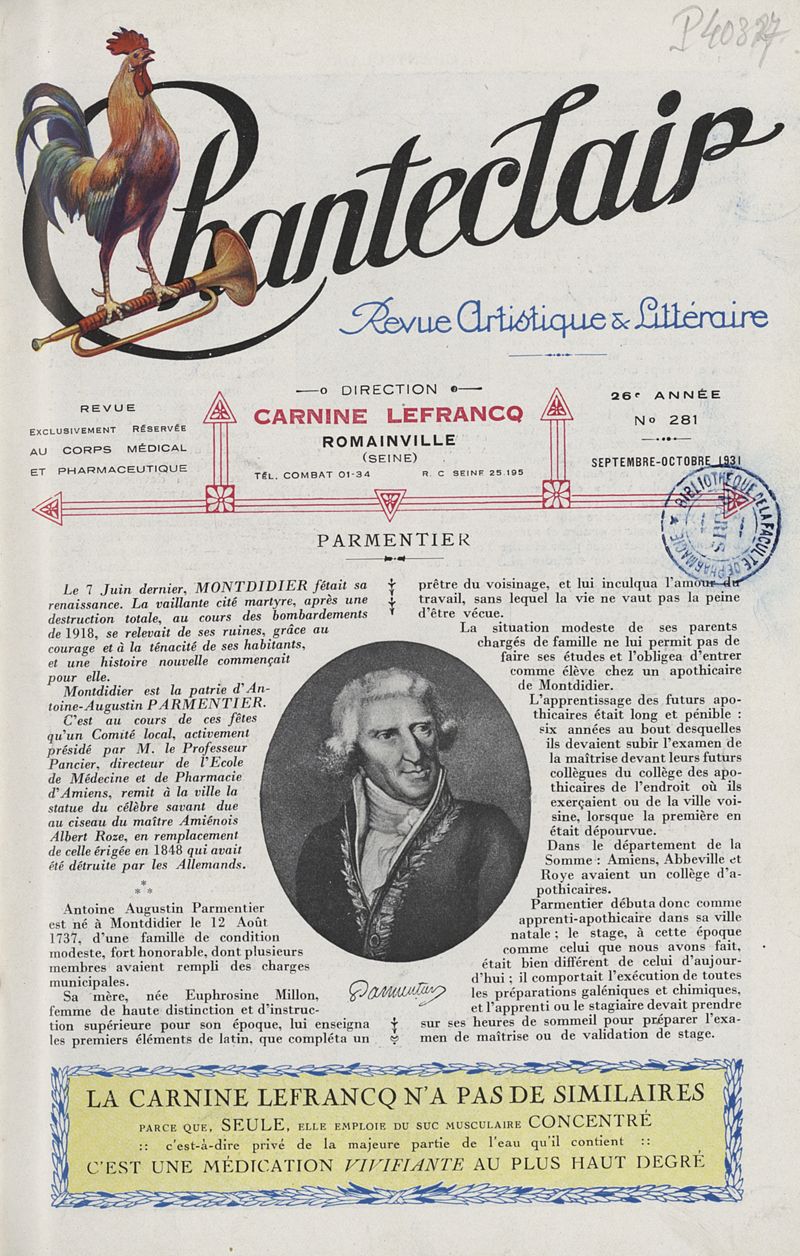 P40827
Chanteclair
Revue Artistique & Littéraire
REVUE
EXCLUSIVEMENT RÉSERVÉE
AU CORPS MÉDICAL
ET PHARMACEUTIQUE
DIRECTION
CARNINE LEFRANCQ
ROMAINVILLE
(SEINE)
TÉL. COMBAT 01-34 R. C SEINE 25.195
26e ANNÉE
No 281
SEPTEMBRE-OCTOBRE 1931
BIBLIOTHÈQUE DE LA FACULTÉ DE PHARMACIE
PARIS
PARMENTIER
Le 7 Juin dernier, MONTDIDIER fêtait sa
renaissance. La vaillante cité martyre, après une
destruction totale, au cours des bombardements
de 1918, se relevait de ses ruines, grâce au
courage et à la ténacité de ses habitants,
et une histoire nouvelle commençait
pour elle.
Montdidier est la patrie d'An-
toine-Augustin PARMENTIER.
C'est au cours de ces fêtes
qu'un Comité local, activement
présidé par M. le Professeur
Pancier, directeur de l'Ecole
de Médecine et de Pharmacie
d'Amiens, remit à la ville la
statue du célèbre savant due
au ciseau du maître Amiénois
Albert Roze, en remplacement
de celle érigée en 1848 qui avait
été détruite par les Allemands.
*
* *
Antoine Augustin Parmentier
est né à Montdidier le 12 Août
1737, d'une famille de condition
modeste, fort honorable, dont plusieurs
membres avaient rempli des charges
municipales.
Sa mère, née Euphrosine Millon,
femme de haute distinction et d'instruc-
tion supérieure pour son époque, lui enseigna
les premiers éléments de latin, que compléta un
Parmentier
prêtre du voisinage, et lui inculqua l'amour du
travail, sans lequel la vie ne vaut pas la peine
d'être vécue.
La situation modeste de ses parents
chargés de famille ne lui permit pas de
faire ses études et l'obligea d'entrer
comme élève chez un apothicaire
de Montdidier.
L'apprentissage des futurs apo-
thicaires était long et pénible :
six années au bout desquelles
ils devaient subir l'examen de
la maîtrise devant leurs futurs
collègues du collège des apo-
thicaires de l'endroit où ils
exerçaient ou de la ville voi-
sine, lorsque la première en
était dépourvue.
Dans le département de la
Somme : Amiens, Abbeville et
Roye avaient un collège d'a-
pothicaires.
Parmentier débuta donc comme
apprenti-apothicaire dans sa ville
natale ; le stage, à cette époque
comme celui que nous avons fait,
était bien différent de celui d'aujour-
d'hui ; il comportait l'exécution de toutes
les préparations galéniques et chimiques,
et l'apprenti ou le stagiaire devait prendre
sur ses heures de sommeil pour préparer l'exa-
men de maîtrise ou de validation de stage.
LA CARNINE LEFRANCQ N'A PAS DE SIMILAIRES
PARCE QUE, SEULE, ELLE EMPLOIE DU SUC MUSCULAIRE CONCENTRÉ
:: c'est-à-dire privé de la majeure partie de l'eau qu'il contient ::
C'EST UNE MÉDICATION VIVIFIANTE AU PLUS HAUT DEGRÉ